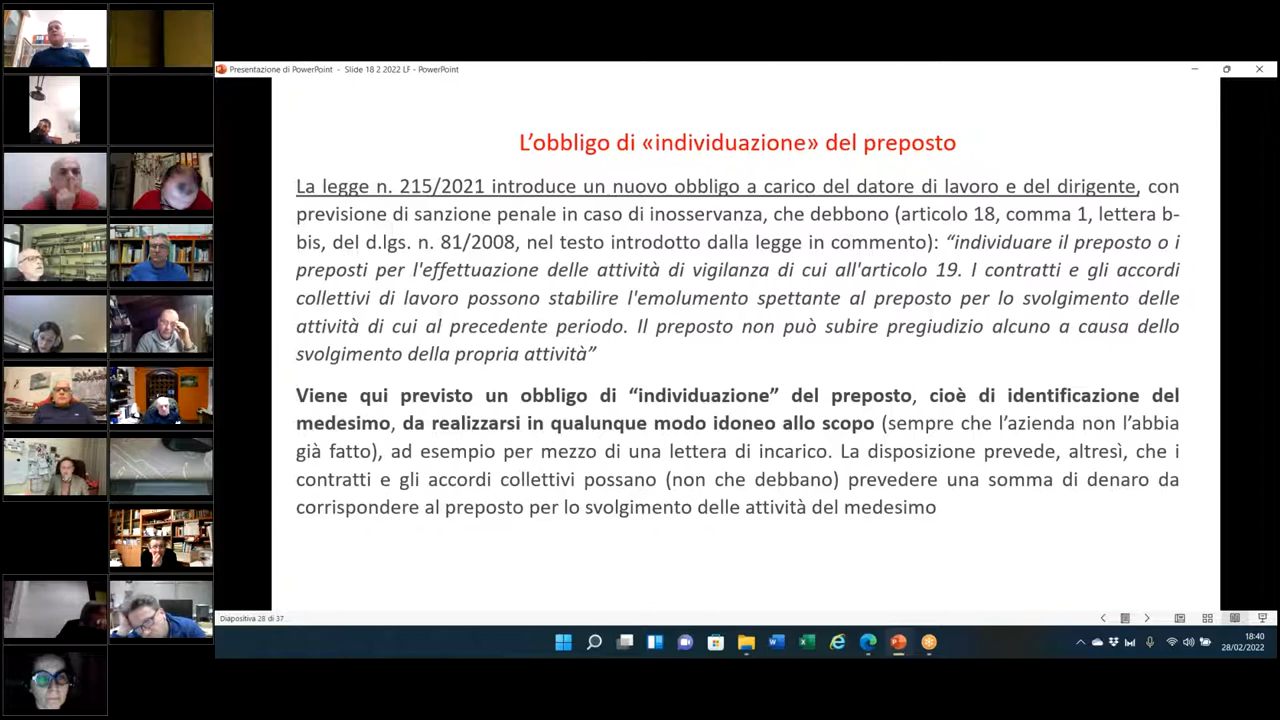 Presentazione di PowerPoint - Slide 18 2 2022 LF - PowerPoint
L'obbligo di «individuazione» del preposto
La legge n. 215/2021 introduce un nuovo obbligo a carico del datore di lavoro e del dirigente, con
previsione di sanzione penale in caso di inosservanza, che debbono (articolo 18, comma 1, lettera b-
bis, del d.lgs. n. 81/2008, nel testo introdotto dalla legge in commento): “individuare il preposto o i
preposti per l'effettuazione delle attività di vigilanza di cui all'articolo 19. I contratti e gli accordi
collettivi di lavoro possono stabilire l'emolumento spettante al preposto per lo svolgimento delle
attività di cui al precedente periodo. Il preposto non può subire pregiudizio alcuno a causa dello
svolgimento della propria attività”
Viene qui previsto un obbligo di “individuazione” del preposto, cioè di identificazione del
medesimo, da realizzarsi in qualunque modo idoneo allo scopo (sempre che l'azienda non l'abbia
già fatto), ad esempio per mezzo di una lettera di incarico. La disposizione prevede, altresì, che i
contratti e gli accordi collettivi possano (non che debbano) prevedere una somma di denaro da
corrispondere al preposto per lo svolgimento delle attività del medesimo
Diapositiva 28 di 37
18:40
28/02/2022